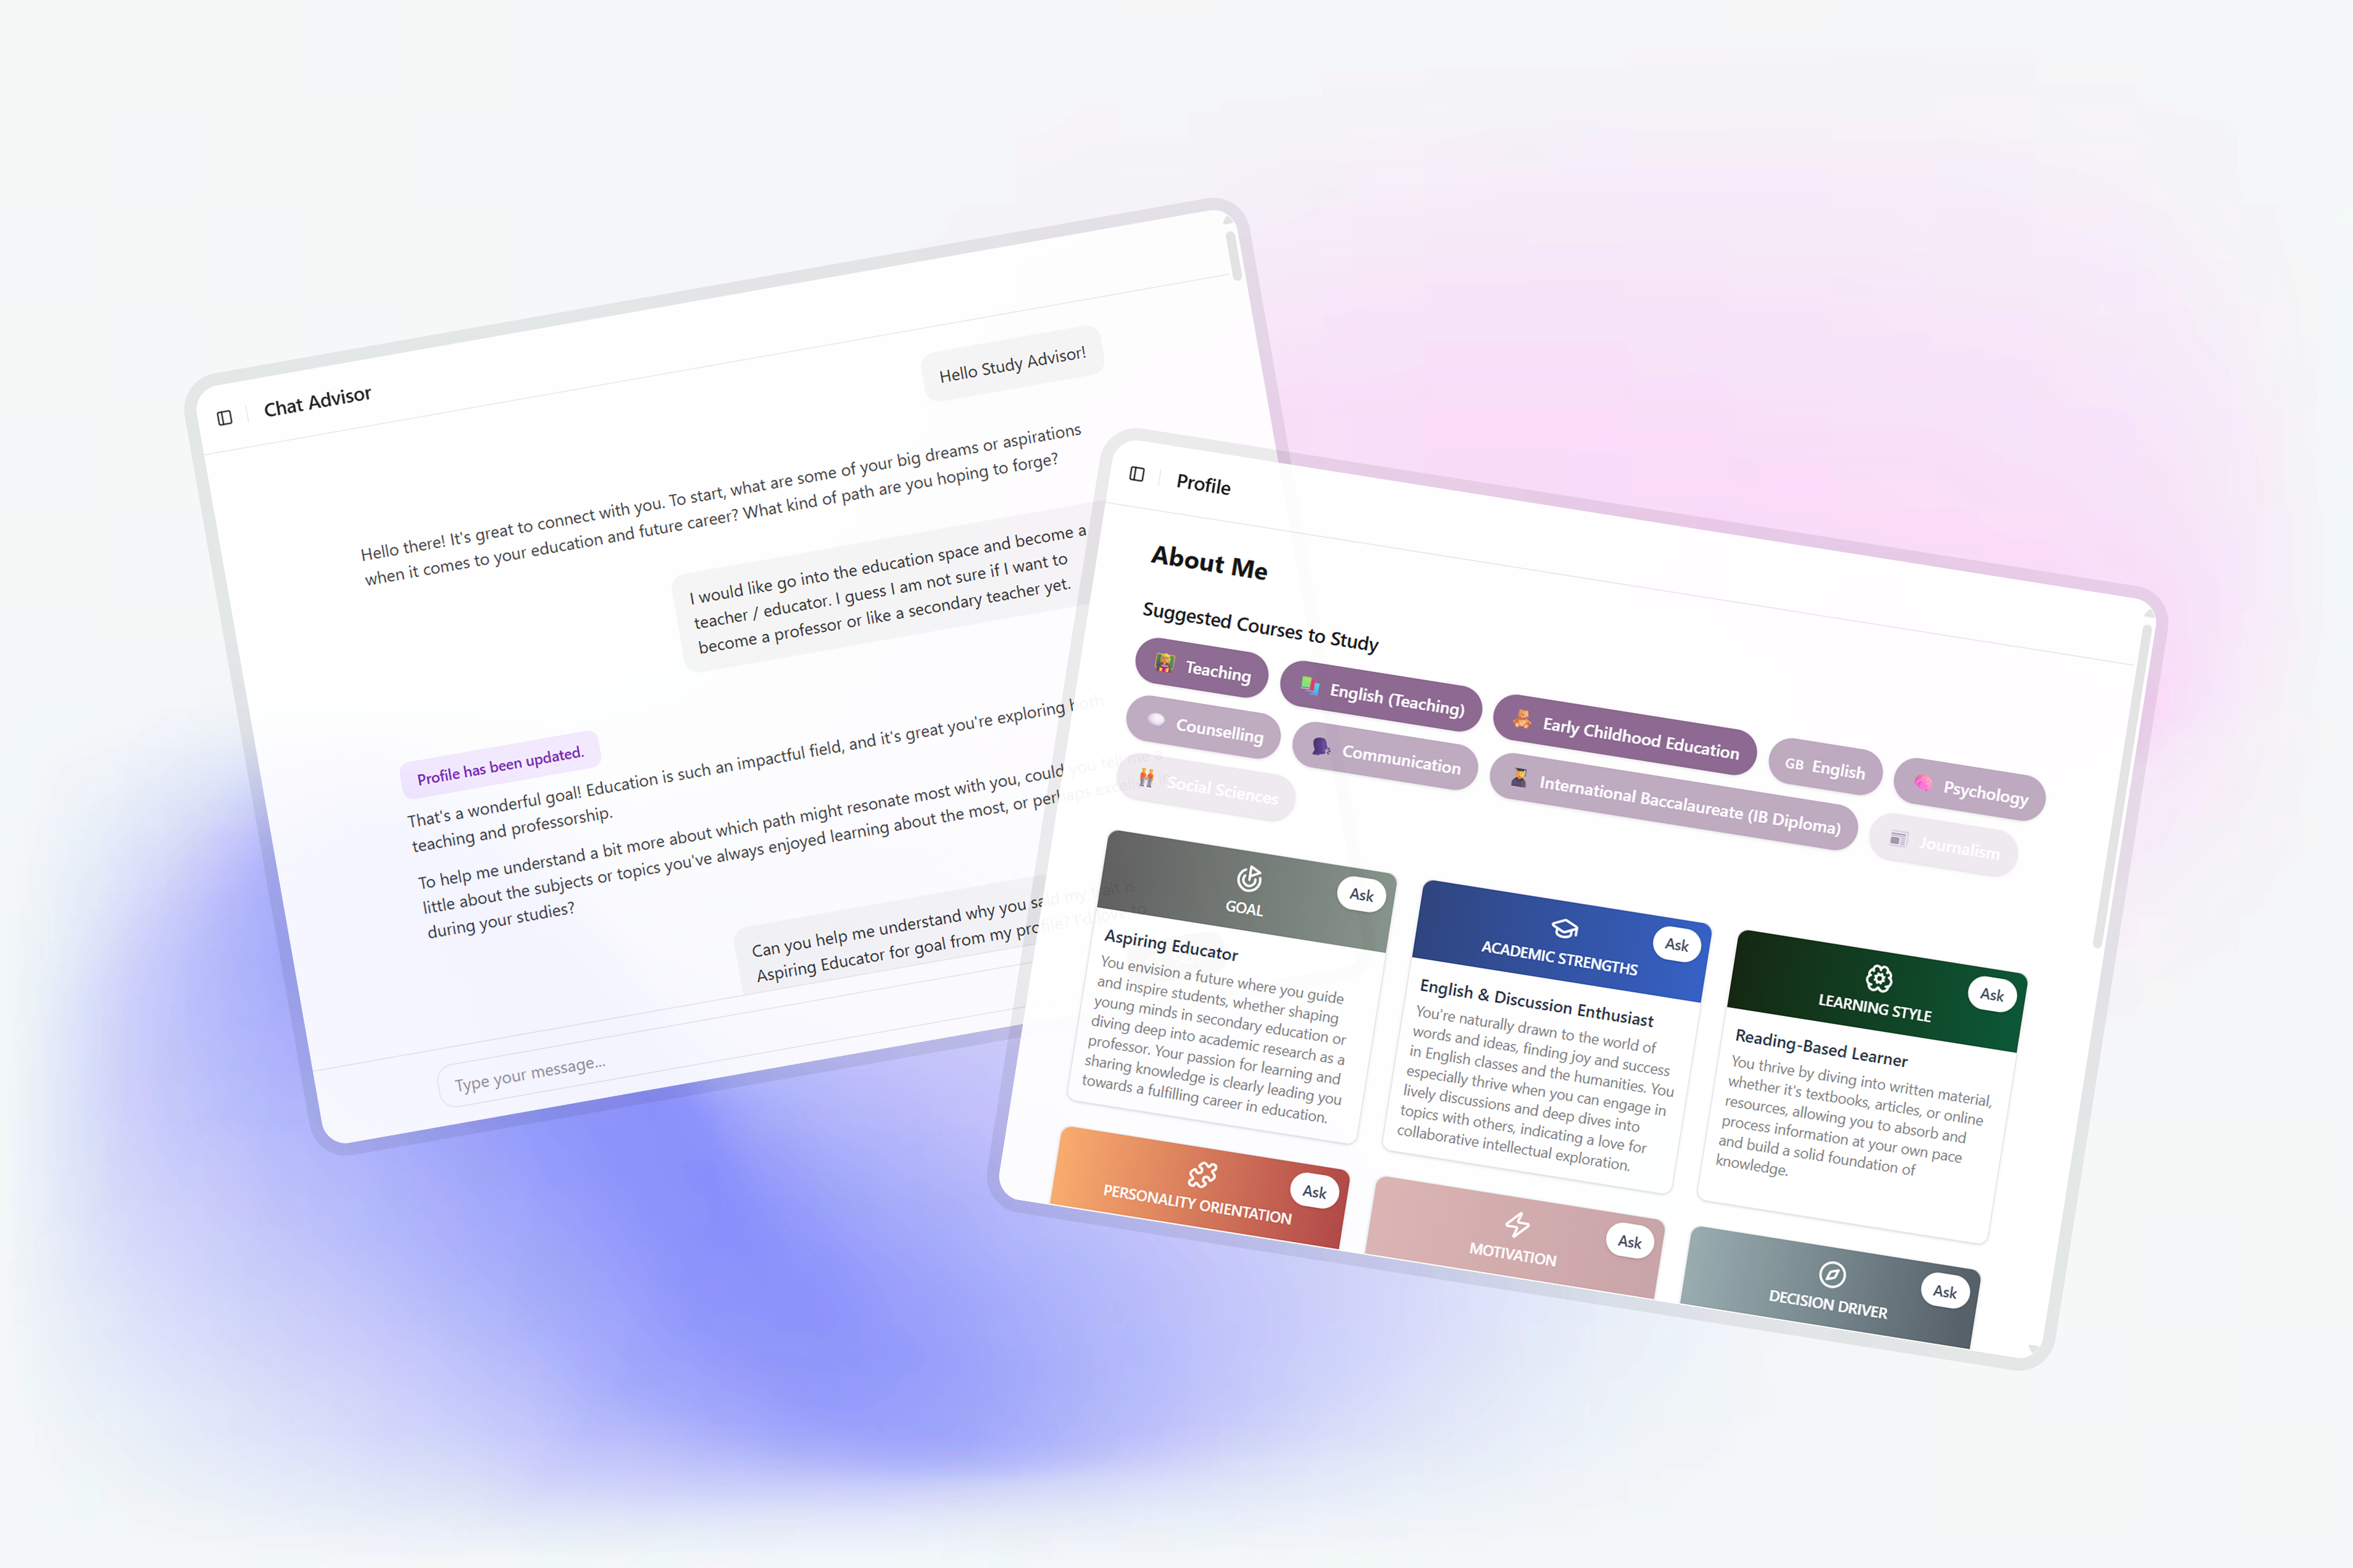 Chat Advisor
Hello Study Advisor!
Hello there! It's great to connect with you. To start, what are some of your big dreams or aspirations
when it comes to your education and future career? What kind of path are you hoping to forge?
I would like go into the education space and become a
teacher / educator. I guess I am not sure if I want to
become a professor or like a secondary teacher yet.
Profile has been updated.
That's a wonderful goal! Education is such an impactful field, and it's great you're exploring both
teaching and professorship.
To help me understand a bit more about which path might resonate most with you, could you tell me a
little about the subjects or topics you've always enjoyed learning about the most, or perhaps excelled
during your studies?
Can you help me understand why you said my trait is
Aspiring Educator for goal from my profile? I'd love to
Type your message...
Profile
About Me
Suggested Courses to Study
Teaching
English (Teaching)
Early Childhood Education
GB English
Psychology
Counselling
Communication
International Baccalaureate (IB Diploma)
Journalism
Social Sciences
GOAL
Ask
Aspiring Educator
You envision a future where you guide
and inspire students, whether shaping
young minds in secondary education or
diving deep into academic research as a
professor. Your passion for learning and
sharing knowledge is clearly leading you
towards a fulfilling career in education.
ACADEMIC STRENGTHS
Ask
English & Discussion Enthusiast
You're naturally drawn to the world of
words and ideas, finding joy and success
in English classes and the humanities. You
especially thrive when you can engage in
lively discussions and deep dives into
topics with others, indicating a love for
collaborative intellectual exploration.
LEARNING STYLE
Ask
Reading-Based Learner
You thrive by diving into written material,
whether it's textbooks, articles, or online
resources, allowing you to absorb and
process information at your own pace
and build a solid foundation of
knowledge.
PERSONALITY ORIENTATION
Ask
MOTIVATION
Ask
DECISION DRIVER
Ask